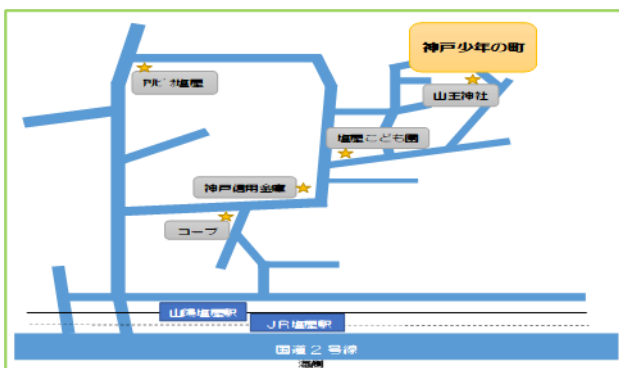 神戸少年の町
山王神社
塩屋こども園
神戸信用金庫
コープ
山陽塩屋駅
JR塩屋駅
国道2号線